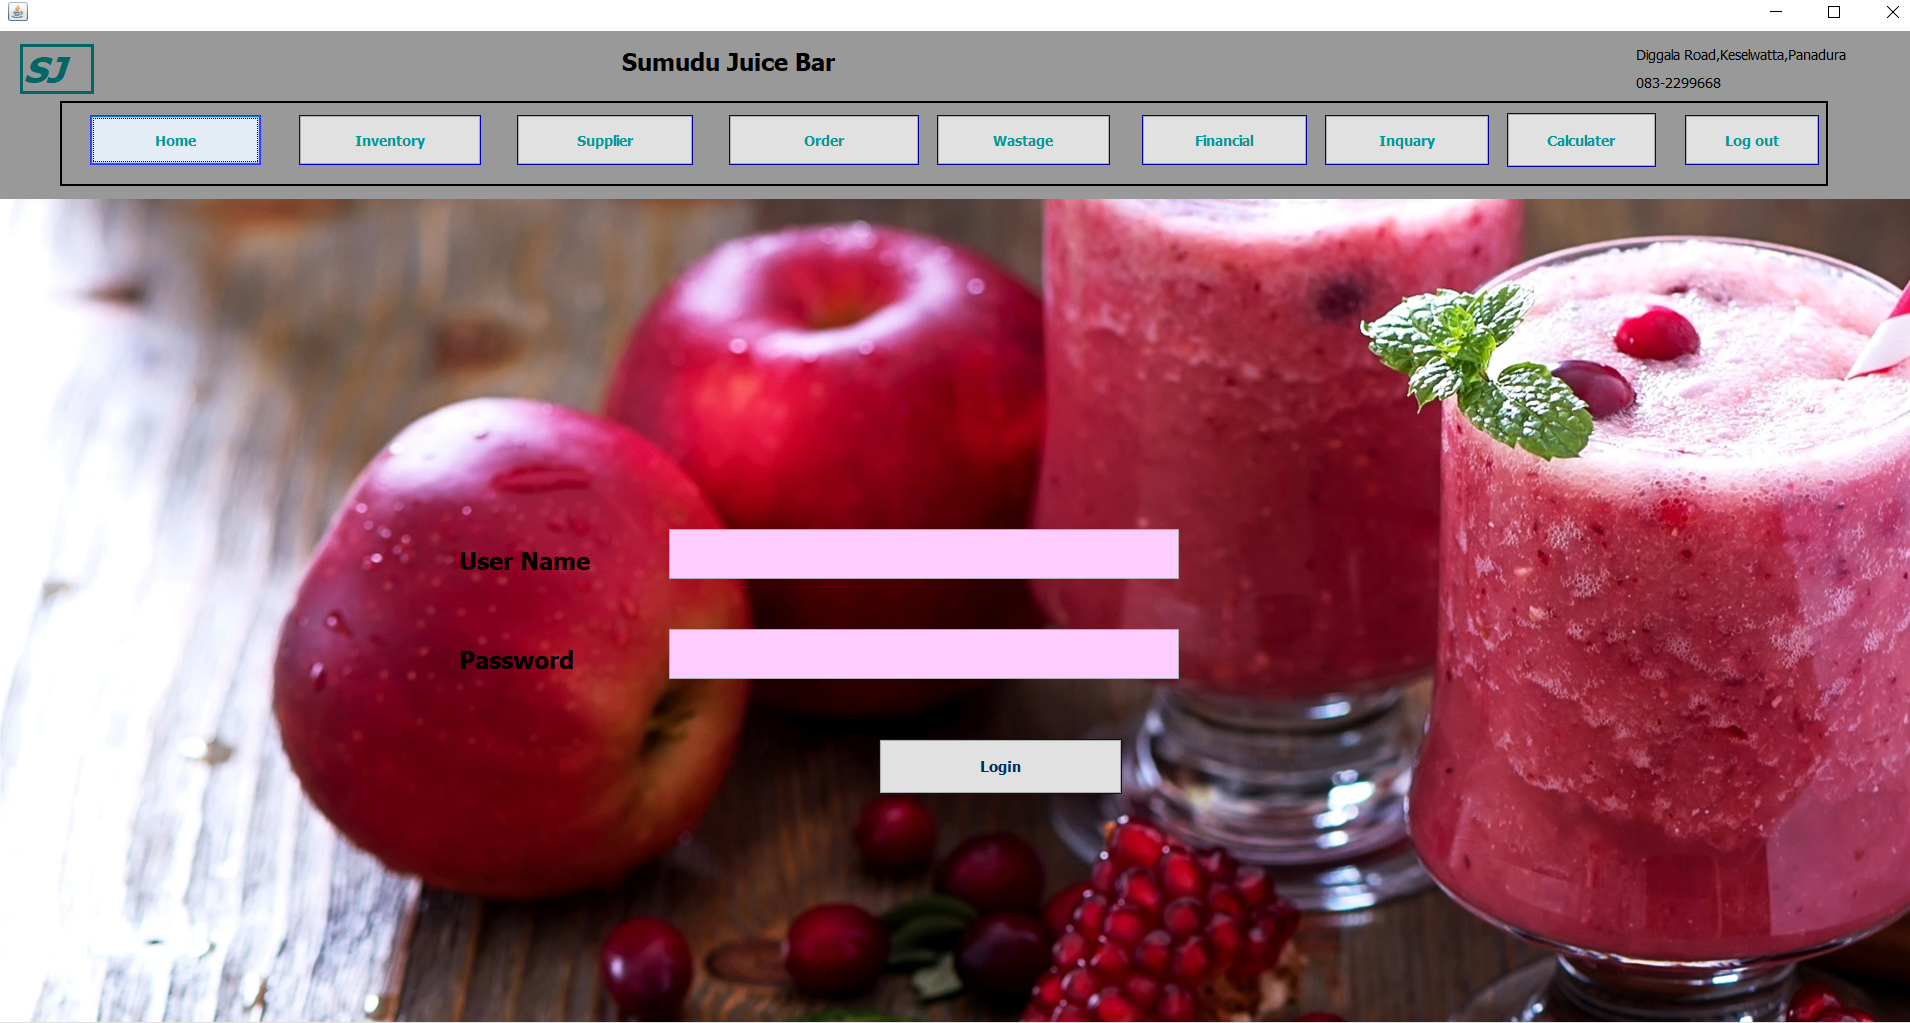 SJ
Sumudu Juice Bar
Diggala Road,Keselwatta,Panadura
083-2299668
Home Inventory Supplier Order Wastage Financial Inquary Calculater Log out
User Name
Password
Login